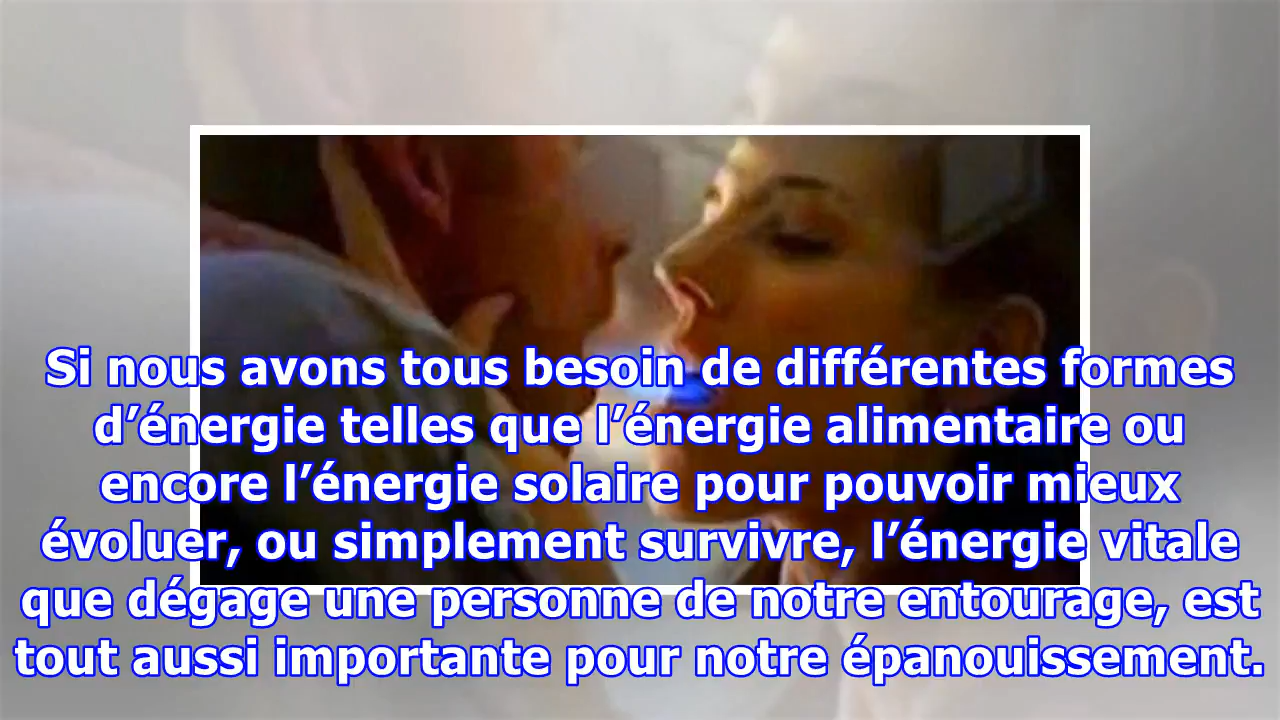 Si nous avons tous besoin de différentes formes
d’énergie telles que l’énergie alimentaire ou
encore l’énergie solaire pour pouvoir mieux
évoluer, ou simplement survivre, l’énergie vitale
que dégage une personne de notre entourage, est
tout aussi importante pour notre épanouissement.